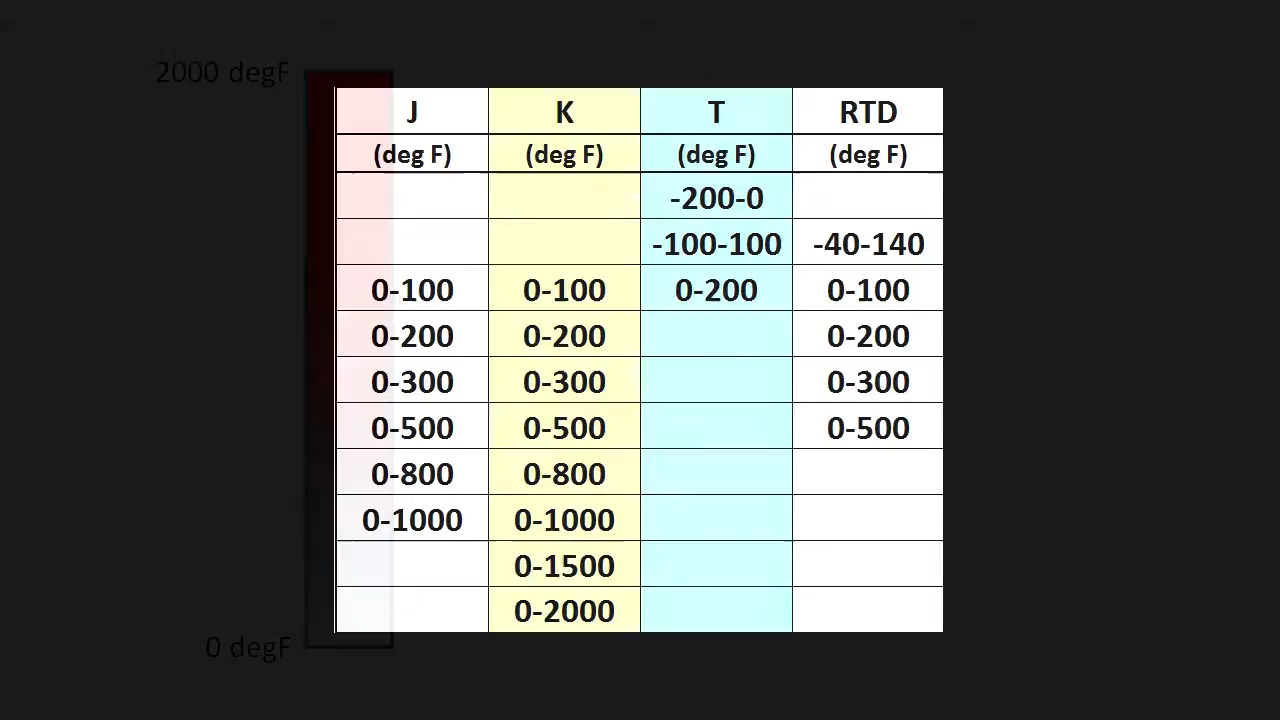 2000 degF
J K T RTD
(deg F) (deg F) (deg F) (deg F)
-200-0
-100-100 -40-140
0-100 0-100 0-200 0-100
0-200 0-200 0-200
0-300 0-300 0-300
0-500 0-500 0-500
0-800 0-800
0-1000 0-1000
0-1500
0-2000
0 degF